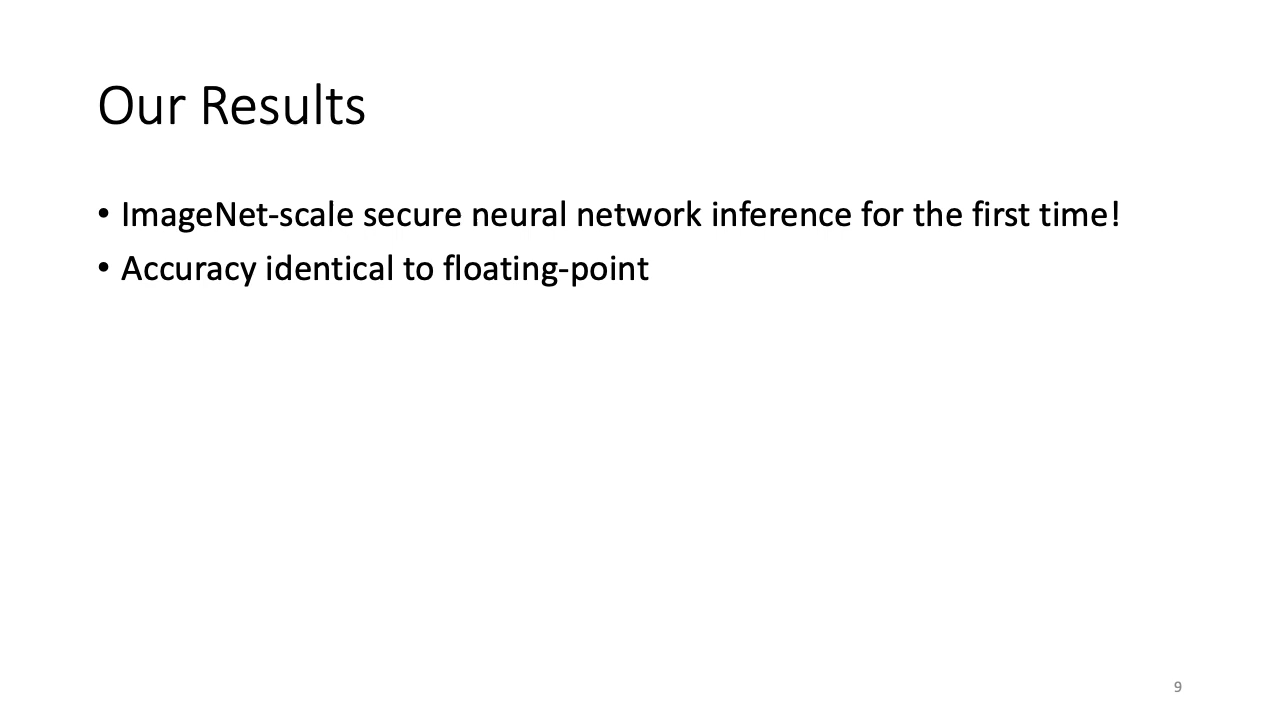 Our Results
• ImageNet-scale secure neural network inference for the first time!
• Accuracy identical to floating-point
9